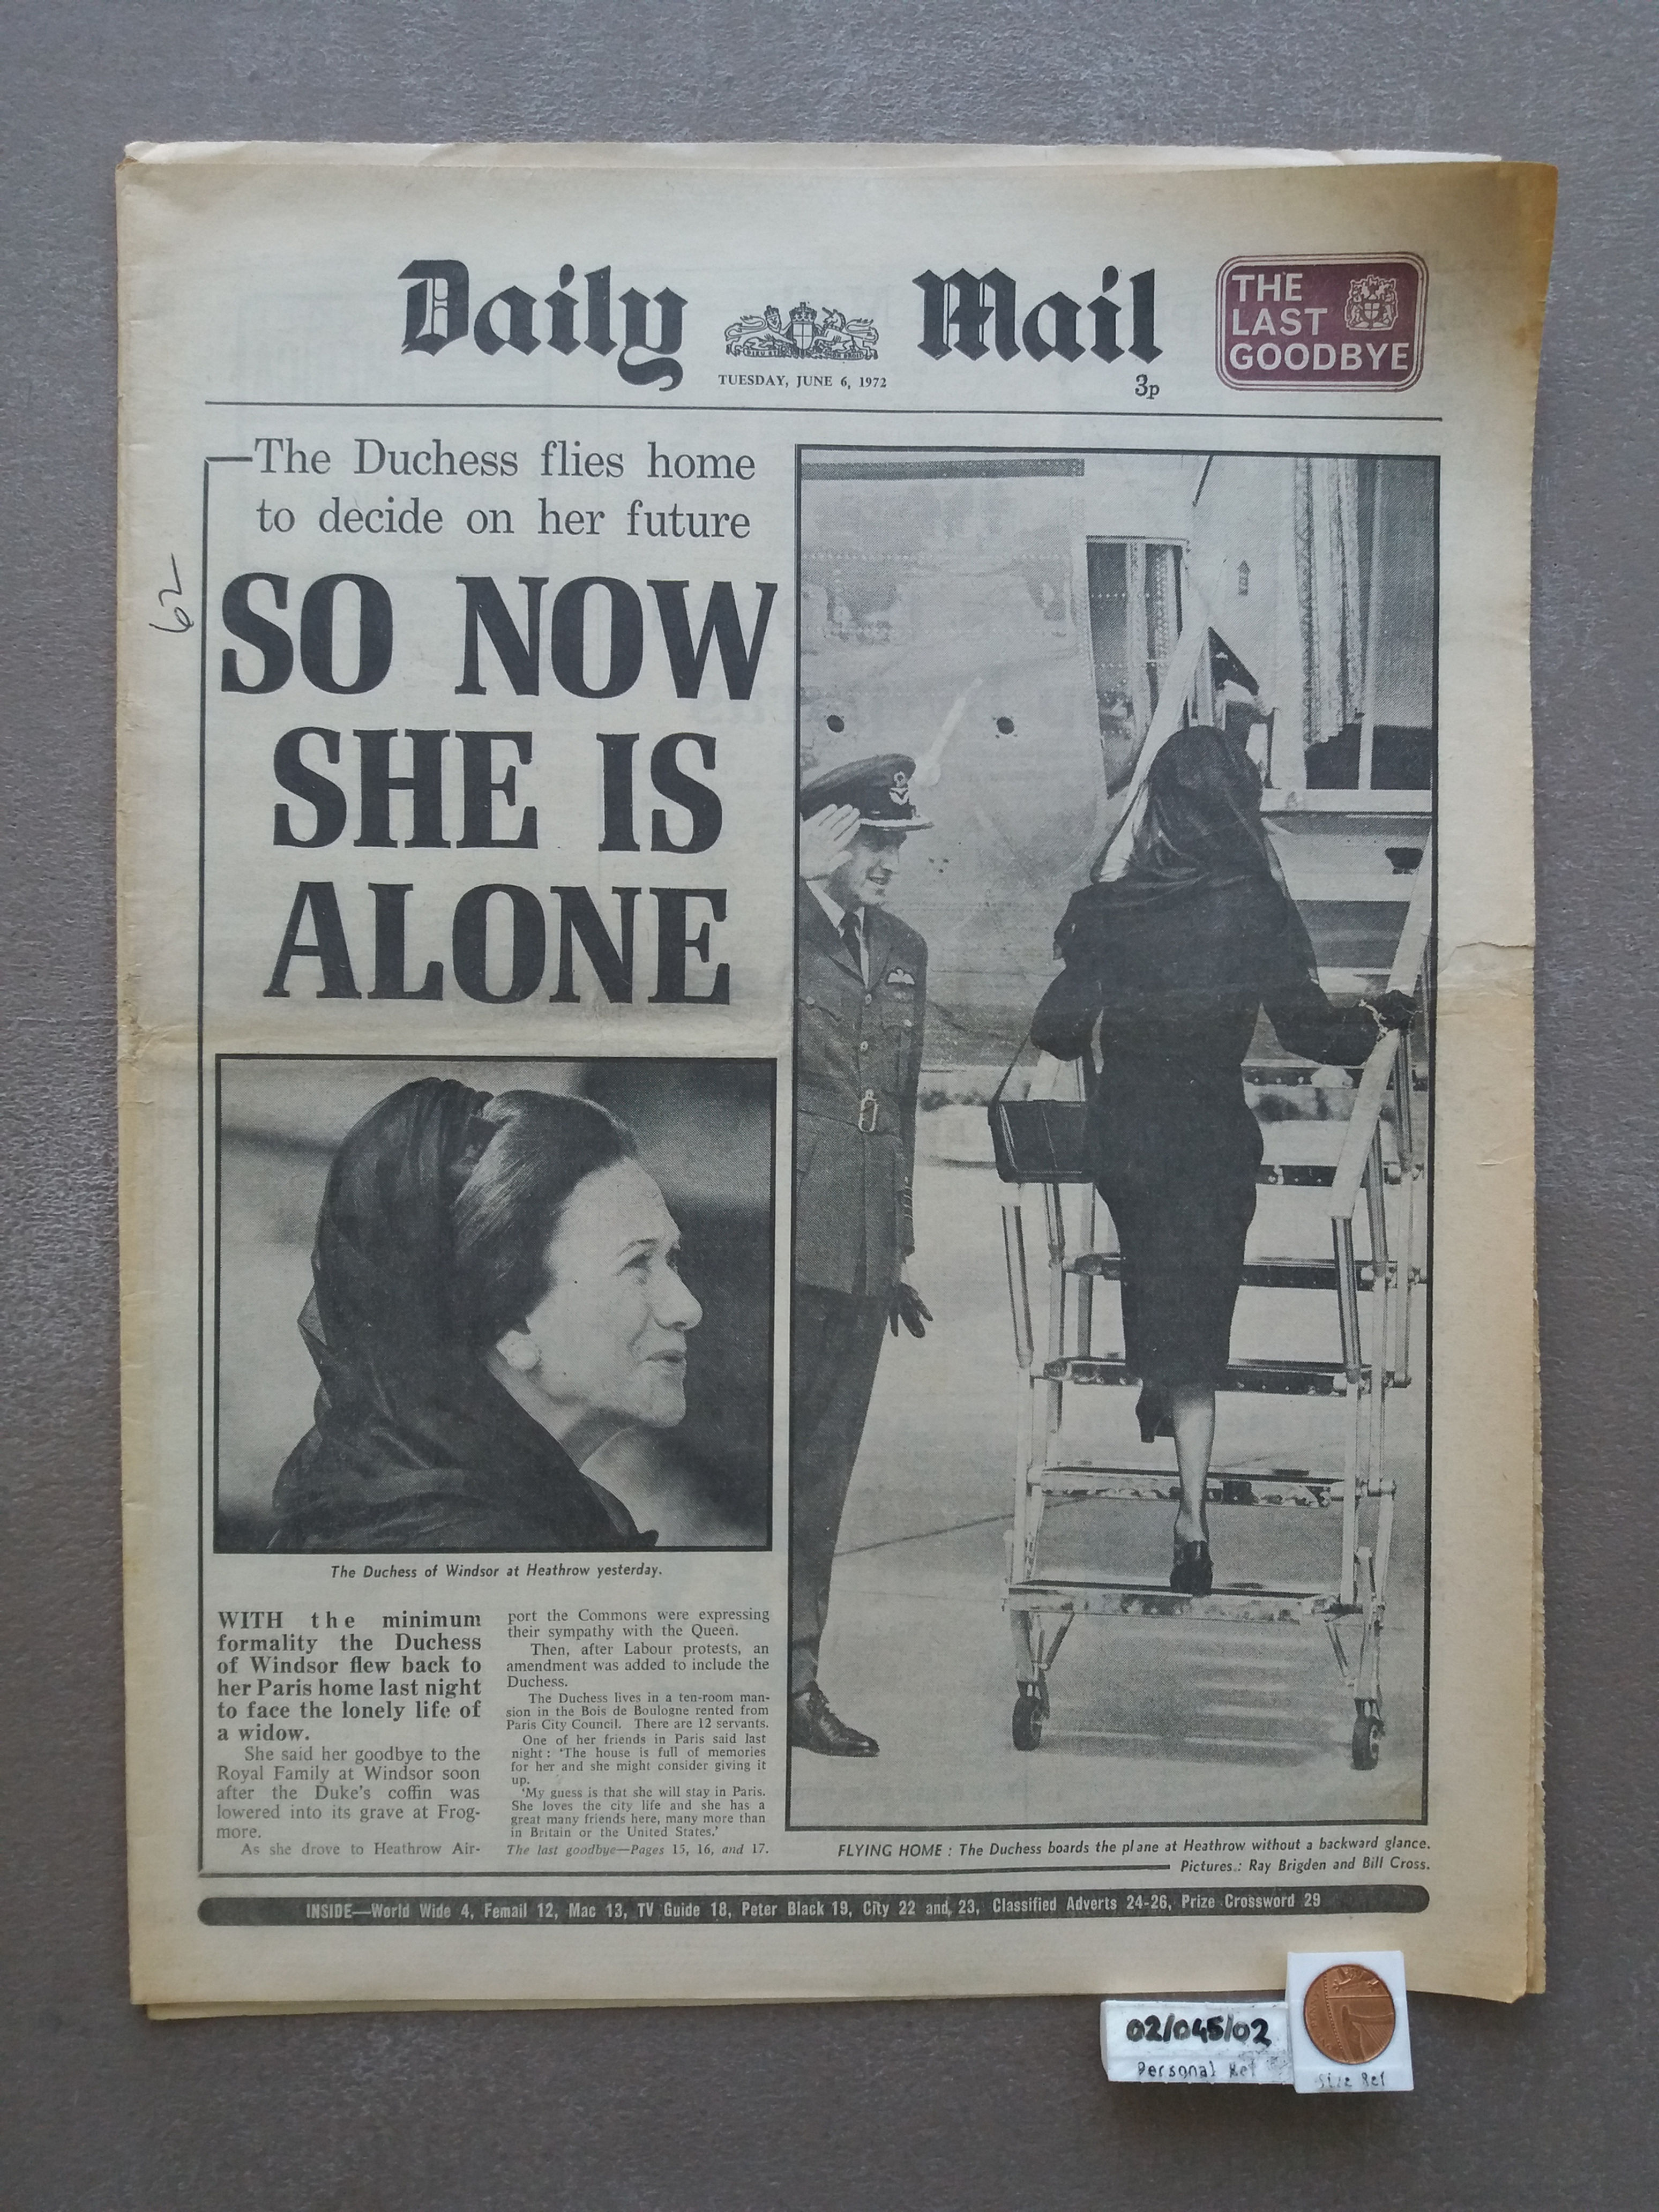 Daily Mail
TUESDAY, JUNE 6, 1972
3p
THE
LAST
GOODBYE
The Duchess flies home
to decide on her future
62
SO NOW
SHE IS
ALONE
The Duchess of Windsor at Heathrow yesterday.
WITH the minimum
formality the Duchess
of Windsor flew back to
her Paris home last night
to face the lonely life of
a widow.
She said her goodbye to the
Royal Family at Windsor soon
after the Duke's coffin was
lowered into its grave at Frog-
more.
As she drove to Heathrow Air-
port the Commons were expressing
their sympathy with the Queen.
Then, after Labour protests, an
amendment was added to include the
Duchess.
The Duchess lives in a ten-room man-
sion in the Bois de Boulogne rented from
Paris City Council. There are 12 servants.
One of her friends in Paris said last
night : 'The house is full of memories
for her and she might consider giving it
up.
'My guess is that she will stay in Paris.
She loves the city life and she has a
great many friends here, many more than
in Britain or the United States.'
The last goodbye—Pages 15, 16, and 17.
FLYING HOME : The Duchess boards the plane at Heathrow without a backward glance.
Pictures : Ray Brigden and Bill Cross.
INSIDE—World Wide 4, Femail 12, Mac 13, TV Guide 18, Peter Black 19, City 22 and 23, Classified Adverts 24-26, Prize Crossword 29
02/045/02
Personal Ref
Size Ref